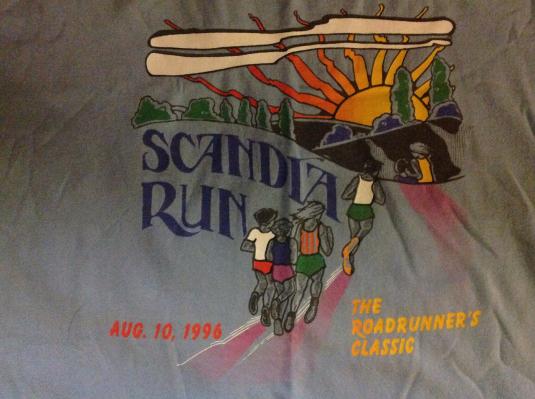 SCANDIA
RUN
AUG. 10, 1996
THE
ROADRUNNER'S
CLASSIC